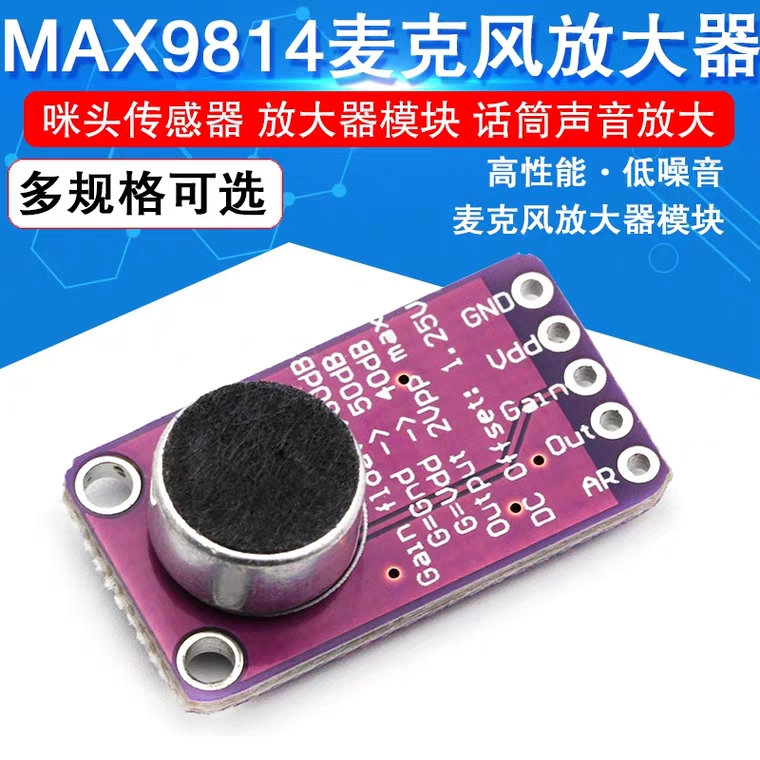 MAX9814麦克风放大器
咪头传感器 放大器模块 话筒声音放大
多规格可选
高性能·低噪音
麦克风放大器模块
GND
Vdd
Gain
Out
AR
Gain float -> 60dB
G=Gnd -> 50dB
G=Vdd -> 40dB
Output 2Vpp max
DC Offset: 1.25V